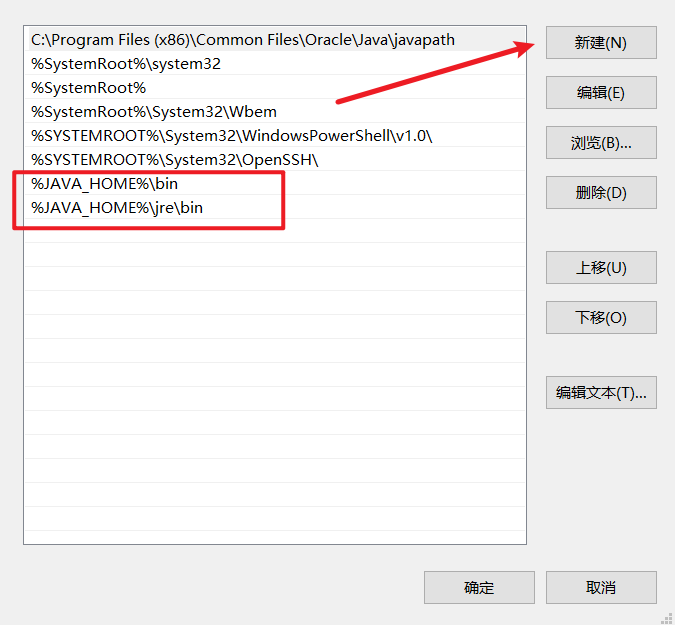 C:\Program Files (x86)\Common Files\Oracle\Java\javapath
%SystemRoot%\system32
%SystemRoot%
%SystemRoot%\System32\Wbem
%SYSTEMROOT%\System32\WindowsPowerShell\v1.0\
%SYSTEMROOT%\System32\OpenSSH\
%JAVA_HOME%\bin
%JAVA_HOME%\jre\bin
新建(N)
编辑(E)
浏览(B)...
删除(D)
上移(U)
下移(O)
编辑文本(T)...
确定
取消